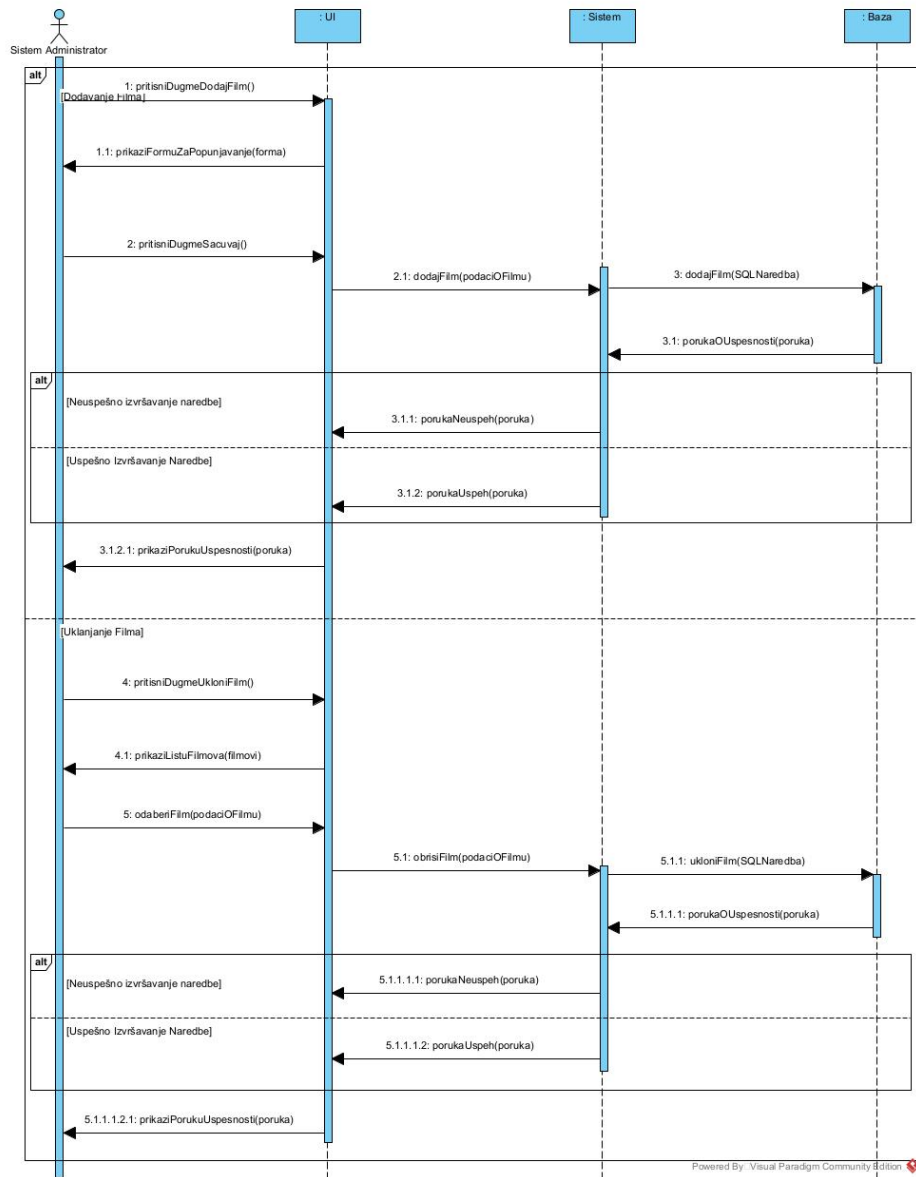 : UI
: Sistem
: Baza
Sistem Administrator
alt
1: pritisniDugmeDodajFilm()
[Dodavanje Filma]
1.1: prikaziFormuZaPopunjavanje(forma)
2: pritisniDugmeSacuvaj()
2.1: dodajFilm(podaciOFilmu)
3: dodajFilm(SQLNaredba)
3.1: porukaOUspesnosti(poruka)
alt
[Neuspešno izvršavanje naredbe]
3.1.1: porukaNeuspeh(poruka)
[Uspešno Izvršavanje Naredbe]
3.1.2: porukaUspeh(poruka)
3.1.2.1: prikaziPorukuUspesnosti(poruka)
[Uklanjanje Filma]
4: pritisniDugmeUkloniFilm()
4.1: prikaziListuFilmova(filmovi)
5: odaberiFilm(podaciOFilmu)
5.1: obrisiFilm(podaciOFilmu)
5.1.1: ukloniFilm(SQLNaredba)
5.1.1.1: porukaOUspesnosti(poruka)
alt
[Neuspešno izvršavanje naredbe]
5.1.1.1.1: porukaNeuspeh(poruka)
[Uspešno Izvršavanje Naredbe]
5.1.1.1.2: porukaUspeh(poruka)
5.1.1.1.2.1: prikaziPorukuUspesnosti(poruka)
Powered By: Visual Paradigm Community Edition